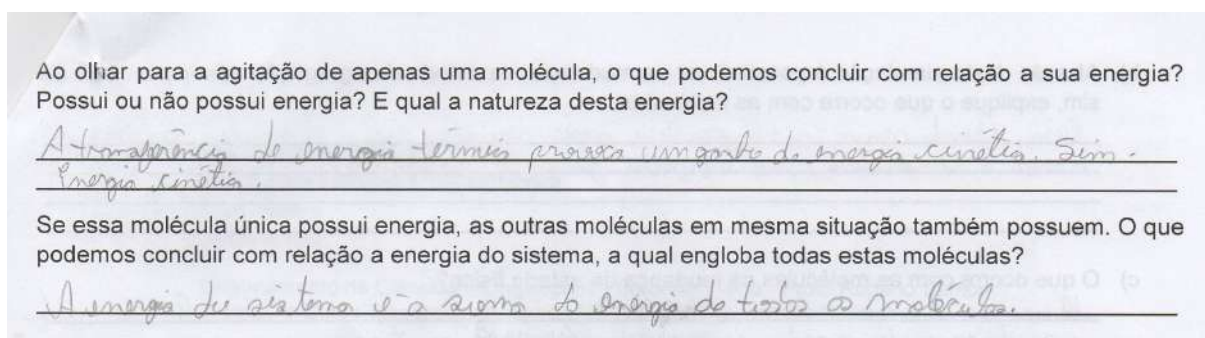 Ao olhar para a agitação de apenas uma molécula, o que podemos concluir com relação a sua energia?
Possui ou não possui energia? E qual a natureza desta energia?
A transferência de energia térmica provoca um ganho de energia cinética. Sim.
Energia cinética.
Se essa molécula única possui energia, as outras moléculas em mesma situação também possuem. O que
podemos concluir com relação a energia do sistema, a qual engloba todas estas moléculas?
A energia do sistema é a soma da energia de todas as moléculas.